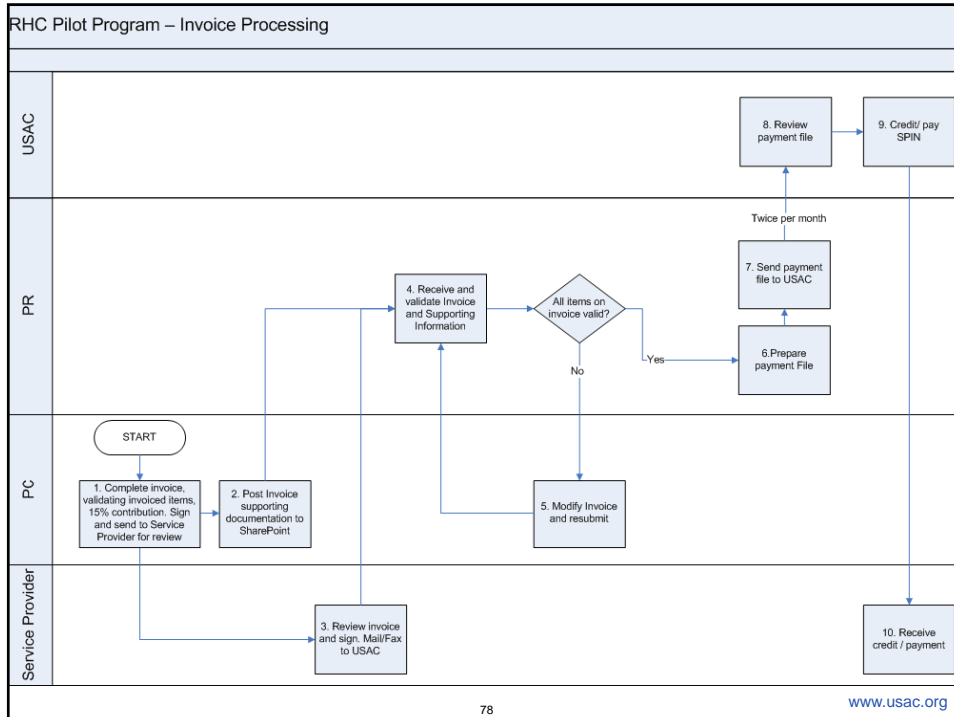 RHC Pilot Program – Invoice Processing
USAC
8. Review
payment file
9. Credit/ pay
SPIN
PR
Twice per month
4. Receive and
validate Invoice
and Supporting
Information
All items on
invoice valid?
7. Send payment
file to USAC
Yes
6.Prepare
payment File
No
PC
START
1. Complete invoice,
validating invoiced items,
15% contribution. Sign
and send to Service
Provider for review
2. Post Invoice
supporting
documentation to
SharePoint
5. Modify Invoice
and resubmit
Service Provider
3. Review invoice
and sign. Mail/Fax
to USAC
10. Receive
credit / payment
78
www.usac.org